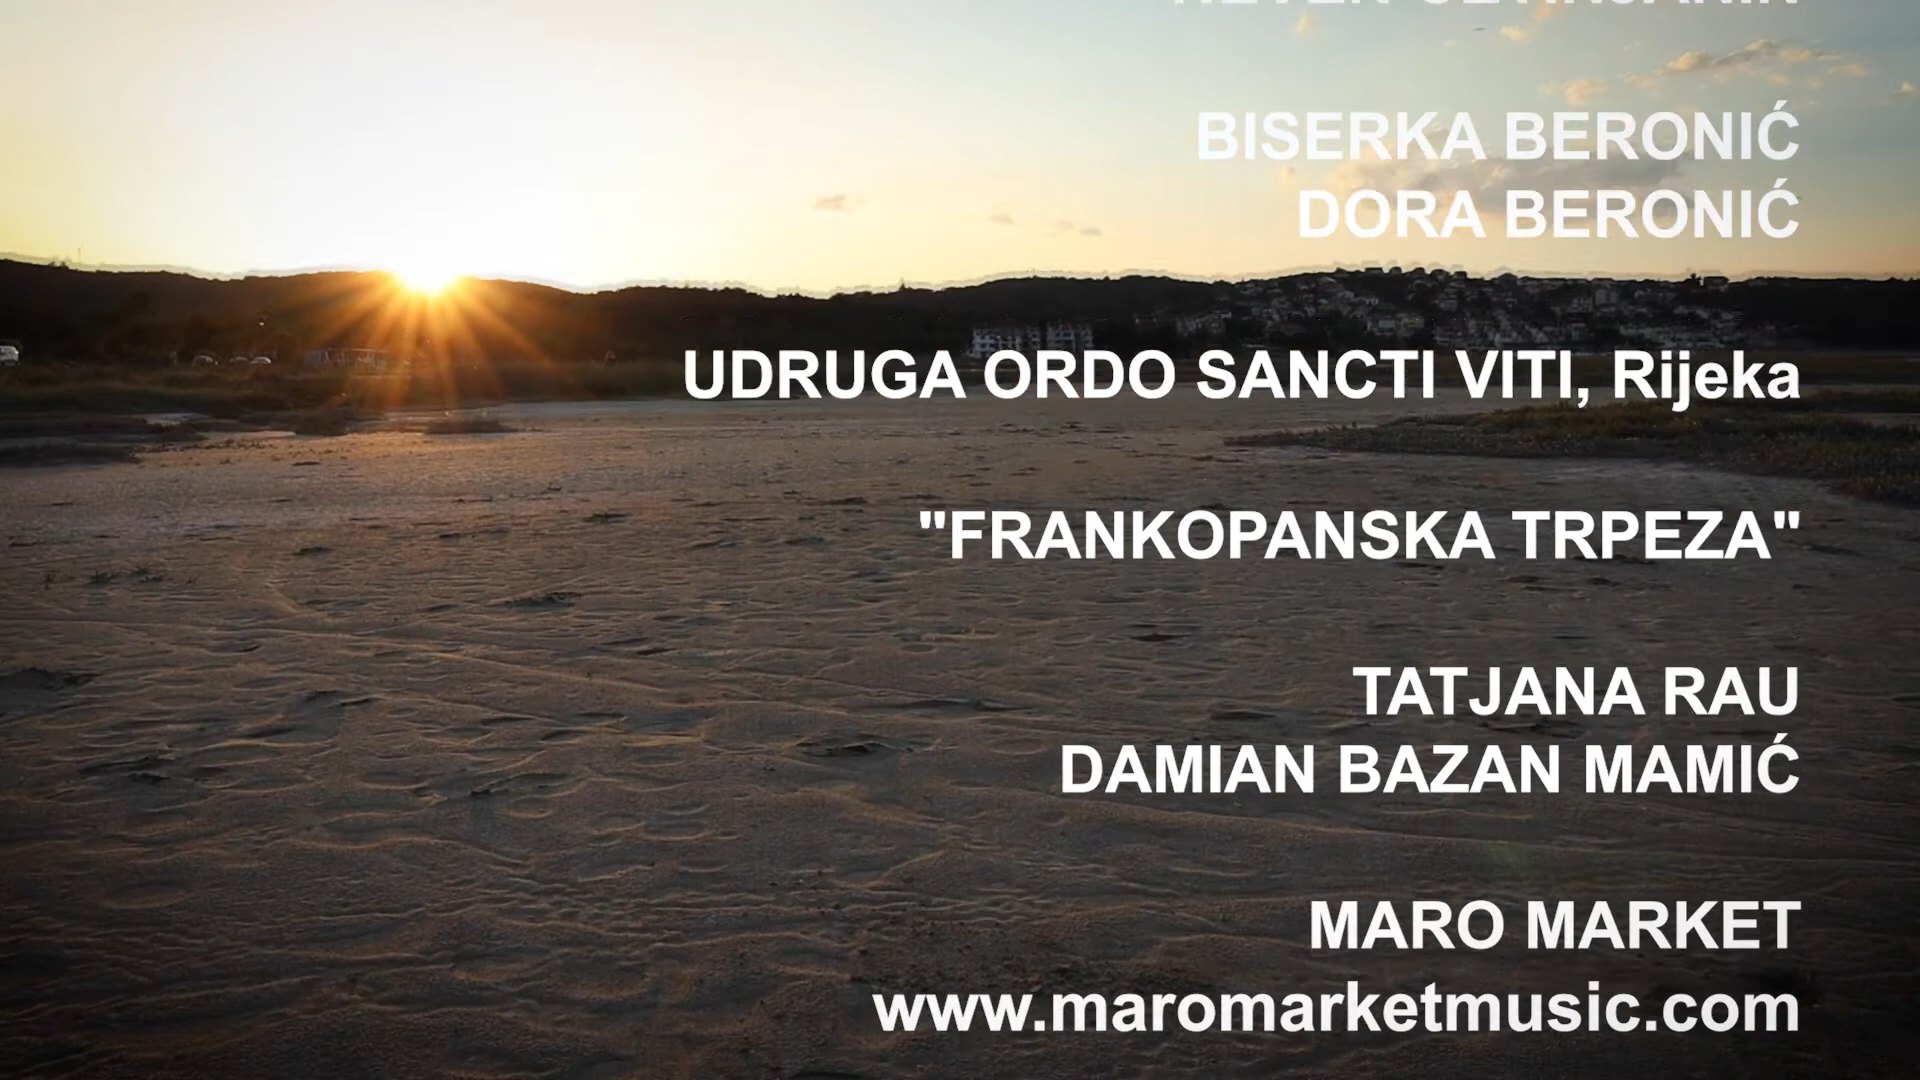 BISERKA BERONIĆ
DORA BERONIĆ
UDRUGA ORDO SANCTI VITI, Rijeka
"FRANKOPANSKA TRPEZA"
TATJANA RAU
DAMIAN BAZAN MAMIĆ
MARO MARKET
www.maromarketmusic.com